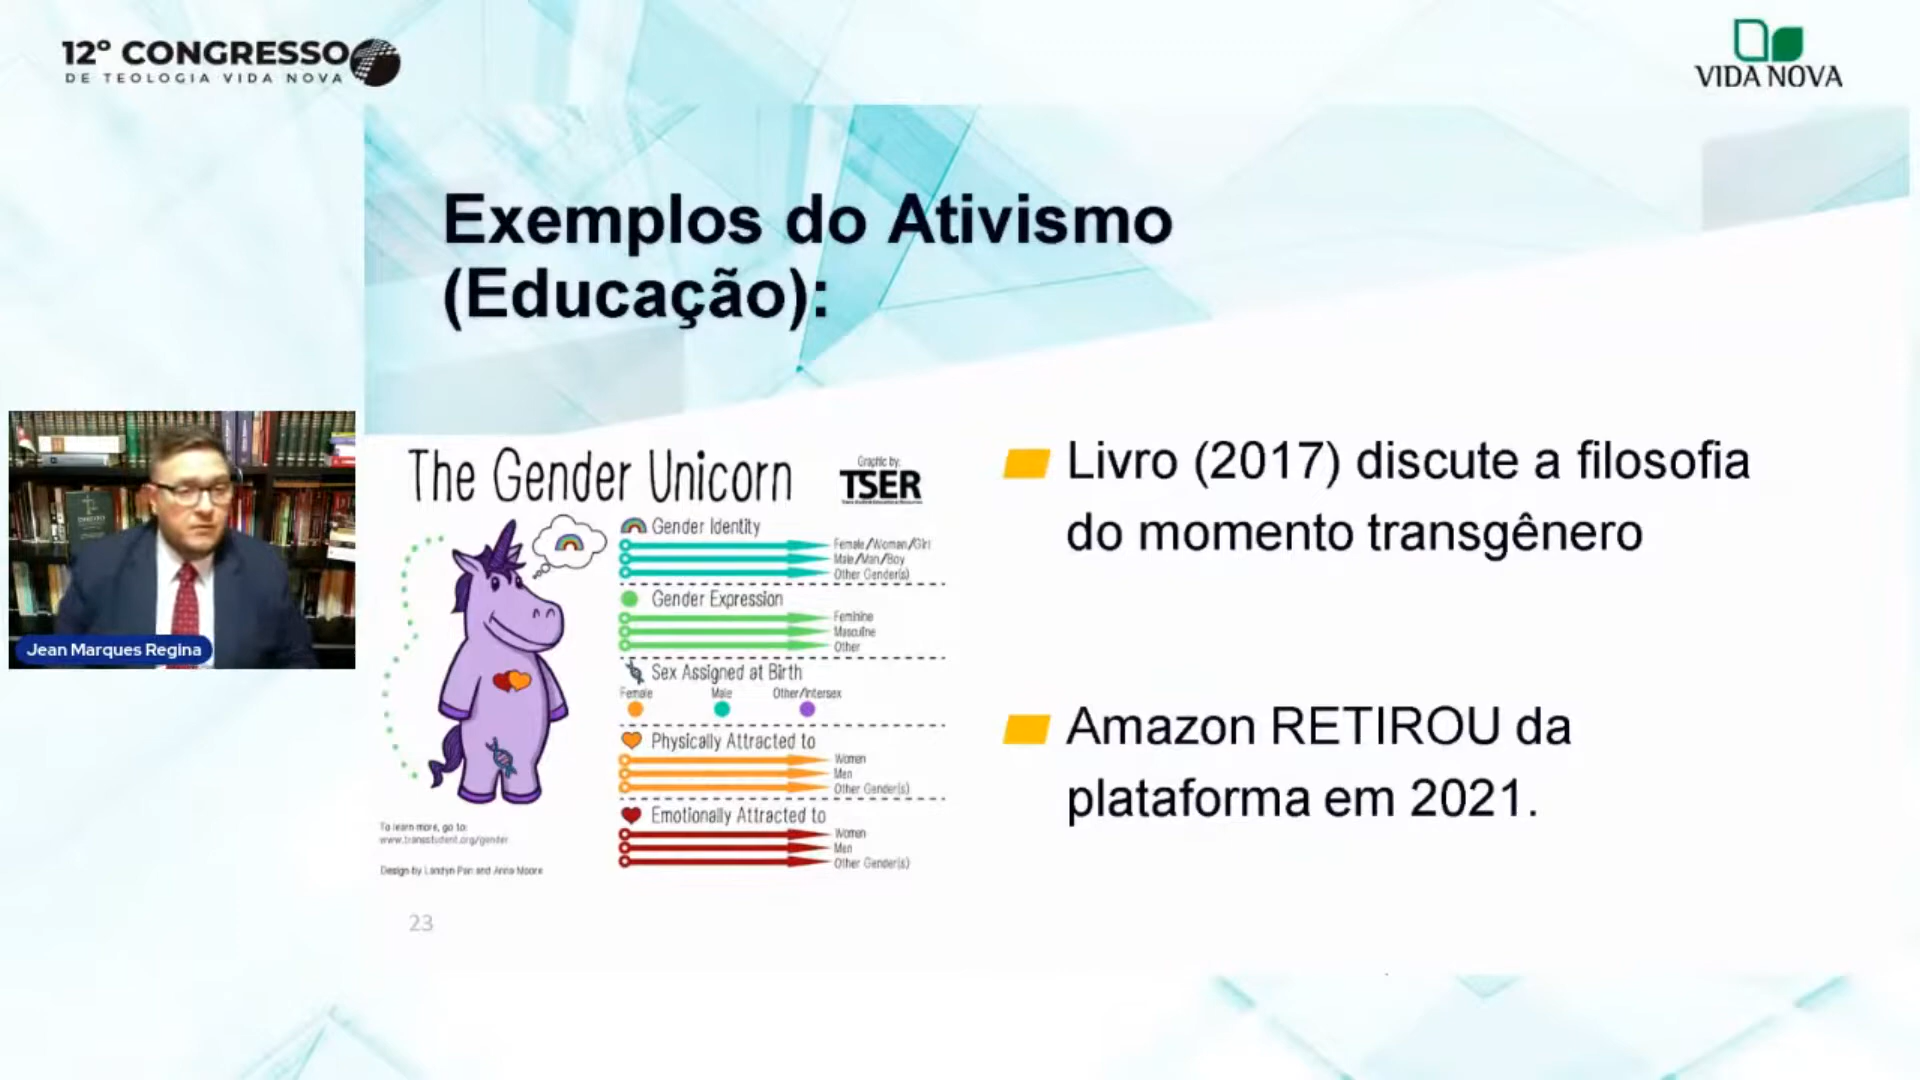 12º CONGRESSO
DE TEOLOGIA VIDA NOVA
VIDA NOVA
Exemplos do Ativismo
(Educação):
Jean Marques Regina
The Gender Unicorn
Graphic by:
TSER
Gender Identity
Female/Woman/Girl
Male/Man/Boy
Other Gender(s)
Gender Expression
Feminine
Masculine
Other
Sex Assigned at Birth
Female Male Other/Intersex
Physically Attracted to
Women
Men
Other Gender(s)
Emotionally Attracted to
Women
Men
Other Gender(s)
To learn more, go to:
www.transstudent.org/gender
Design by Landyn Pan and Anna Moore
Livro (2017) discute a filosofia
do momento transgênero
Amazon RETIROU da
plataforma em 2021.
23